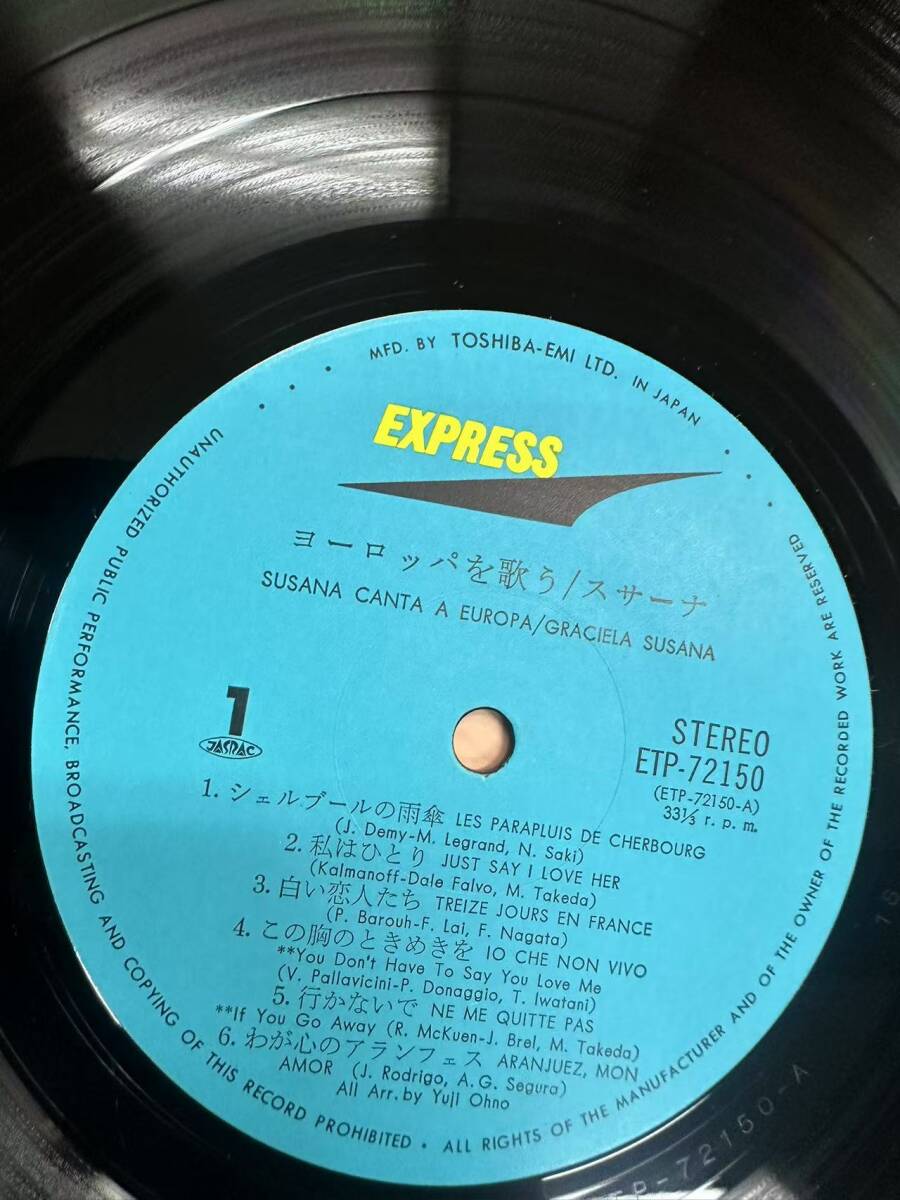 MFD. BY TOSHIBA-EMI LTD. IN JAPAN
EXPRESS
ヨーロッパを歌う/スサーナ
SUSANA CANTA A EUROPA/GRACIELA SUSANA
1
JASRAC
STEREO
ETP-72150
(ETP-72150-A)
33⅓ r. p. m.
1. シェルブールの雨傘 LES PARAPLUIS DE CHERBOURG
(J. Demy-M. Legrand, N. Saki)
2. 私はひとり JUST SAY I LOVE HER
(Kalmanoff-Dale Falvo, M. Takeda)
3. 白い恋人たち TREIZE JOURS EN FRANCE
(P. Barouh-F. Lai, F. Nagata)
4. この胸のときめきを IO CHE NON VIVO
**You Don't Have To Say You Love Me
(V. Pallavicini-P. Donaggio, T. Iwatani)
5. 行かないで NE ME QUITTE PAS
**If You Go Away (R. McKuen-J. Brel, M. Takeda)
6. わが心のアランフェス ARANJUEZ, MON
AMOR (J. Rodrigo, A.G. Segura)
All Arr. by Yuji Ohno
UNAUTHORIZED PUBLIC PERFORMANCE, BROADCASTING AND COPYING OF THIS RECORD PROHIBITED • ALL RIGHTS OF THE MANUFACTURER AND OF THE OWNER OF THE RECORDED WORK ARE RESERVED
P-72150-A